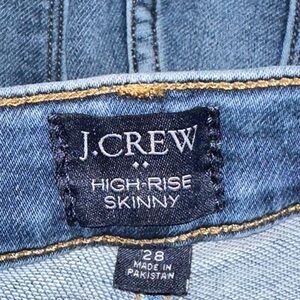 J.CREW
HIGH-RISE
SKINNY
28
MADE IN
PAKISTAN